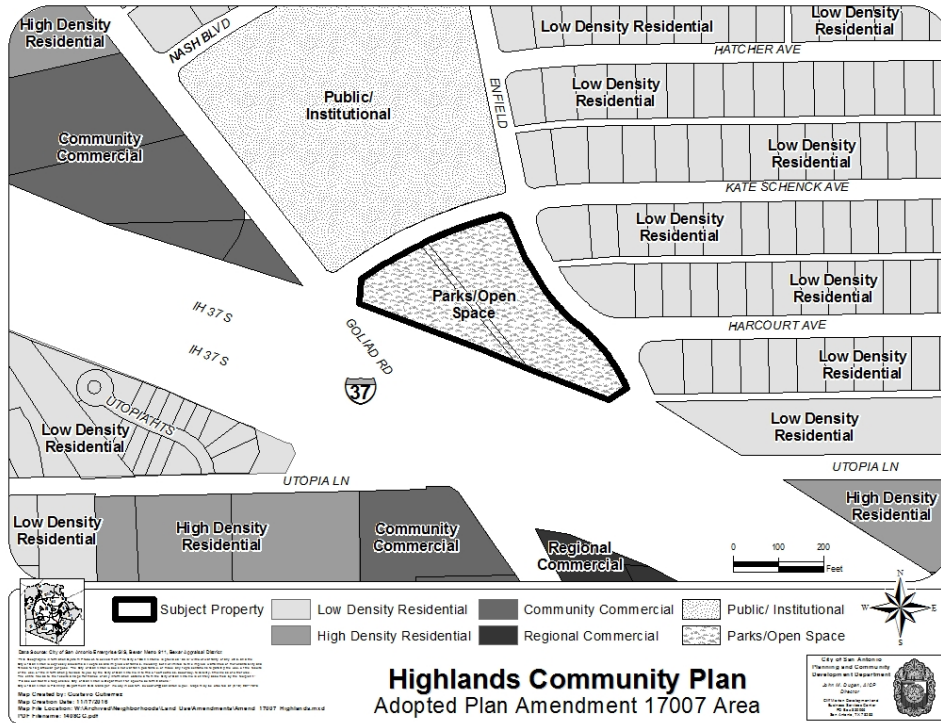 High Density
Residential
NASH BLVD
Low Density Residential
Low Density
Residential
HATCHER AVE
Public/
Institutional
ENFIELD
Low Density
Residential
Community
Commercial
Low Density
Residential
KATE SCHENCK AVE
Low Density
Residential
Parks/Open
Space
Low Density
Residential
IH 37 S
IH 37 S
GOLIAD RD
HARCOURT AVE
37
Low Density
Residential
UTOPIA HTS
Low Density
Residential
Low Density
Residential
UTOPIA LN
UTOPIA LN
Low Density
Residential
High Density
Residential
Community
Commercial
Regional
Commercial
High Density
Residential
0 100 200
Feet
N
W E
S
Subject Property
Low Density Residential
Community Commercial
Public/ Institutional
High Density Residential
Regional Commercial
Parks/Open Space
Map Created by: Gustavo Gutierrez
Map Creation Date: 11/17/2016
Highlands Community Plan
Adopted Plan Amendment 17007 Area
City of San Antonio
Planning and Community
Development Department